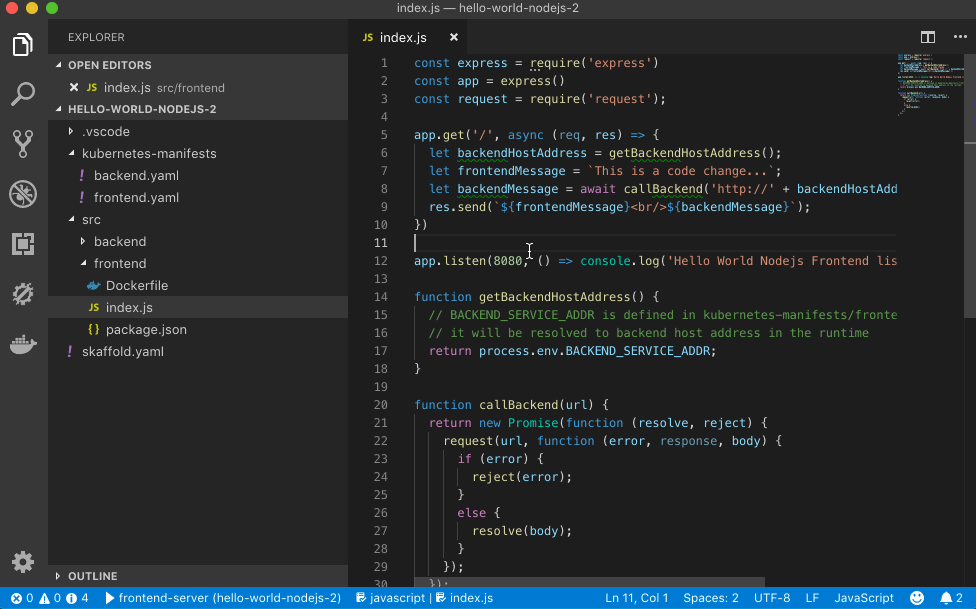 index.js — hello-world-nodejs-2
EXPLORER
OPEN EDITORS
index.js src/frontend
HELLO-WORLD-NODEJS-2
.vscode
kubernetes-manifests
! backend.yaml
! frontend.yaml
src
backend
frontend
Dockerfile
JS index.js
{} package.json
! skaffold.yaml
OUTLINE
JS index.js
1 const express = require('express')
2 const app = express()
3 const request = require('request');
4
5 app.get('/', async (req, res) => {
6 let backendHostAddress = getBackendHostAddress();
7 let frontendMessage = `This is a code change...`;
8 let backendMessage = await callBackend('http://' + backendHostAdd
9 res.send(`${frontendMessage}<br/>${backendMessage}`);
10 })
11
12 app.listen(8080, () => console.log('Hello World Nodejs Frontend lis
13
14 function getBackendHostAddress() {
15 // BACKEND_SERVICE_ADDR is defined in kubernetes-manifests/fronte
16 // it will be resolved to backend host address in the runtime
17 return process.env.BACKEND_SERVICE_ADDR;
18 }
19
20 function callBackend(url) {
21 return new Promise(function (resolve, reject) {
22 request(url, function (error, response, body) {
23 if (error) {
24 reject(error);
25 }
26 else {
27 resolve(body);
28 }
29 });
30 });
0 0 4 frontend-server (hello-world-nodejs-2) javascript | index.js Ln 11, Col 1 Spaces: 2 UTF-8 LF JavaScript 2